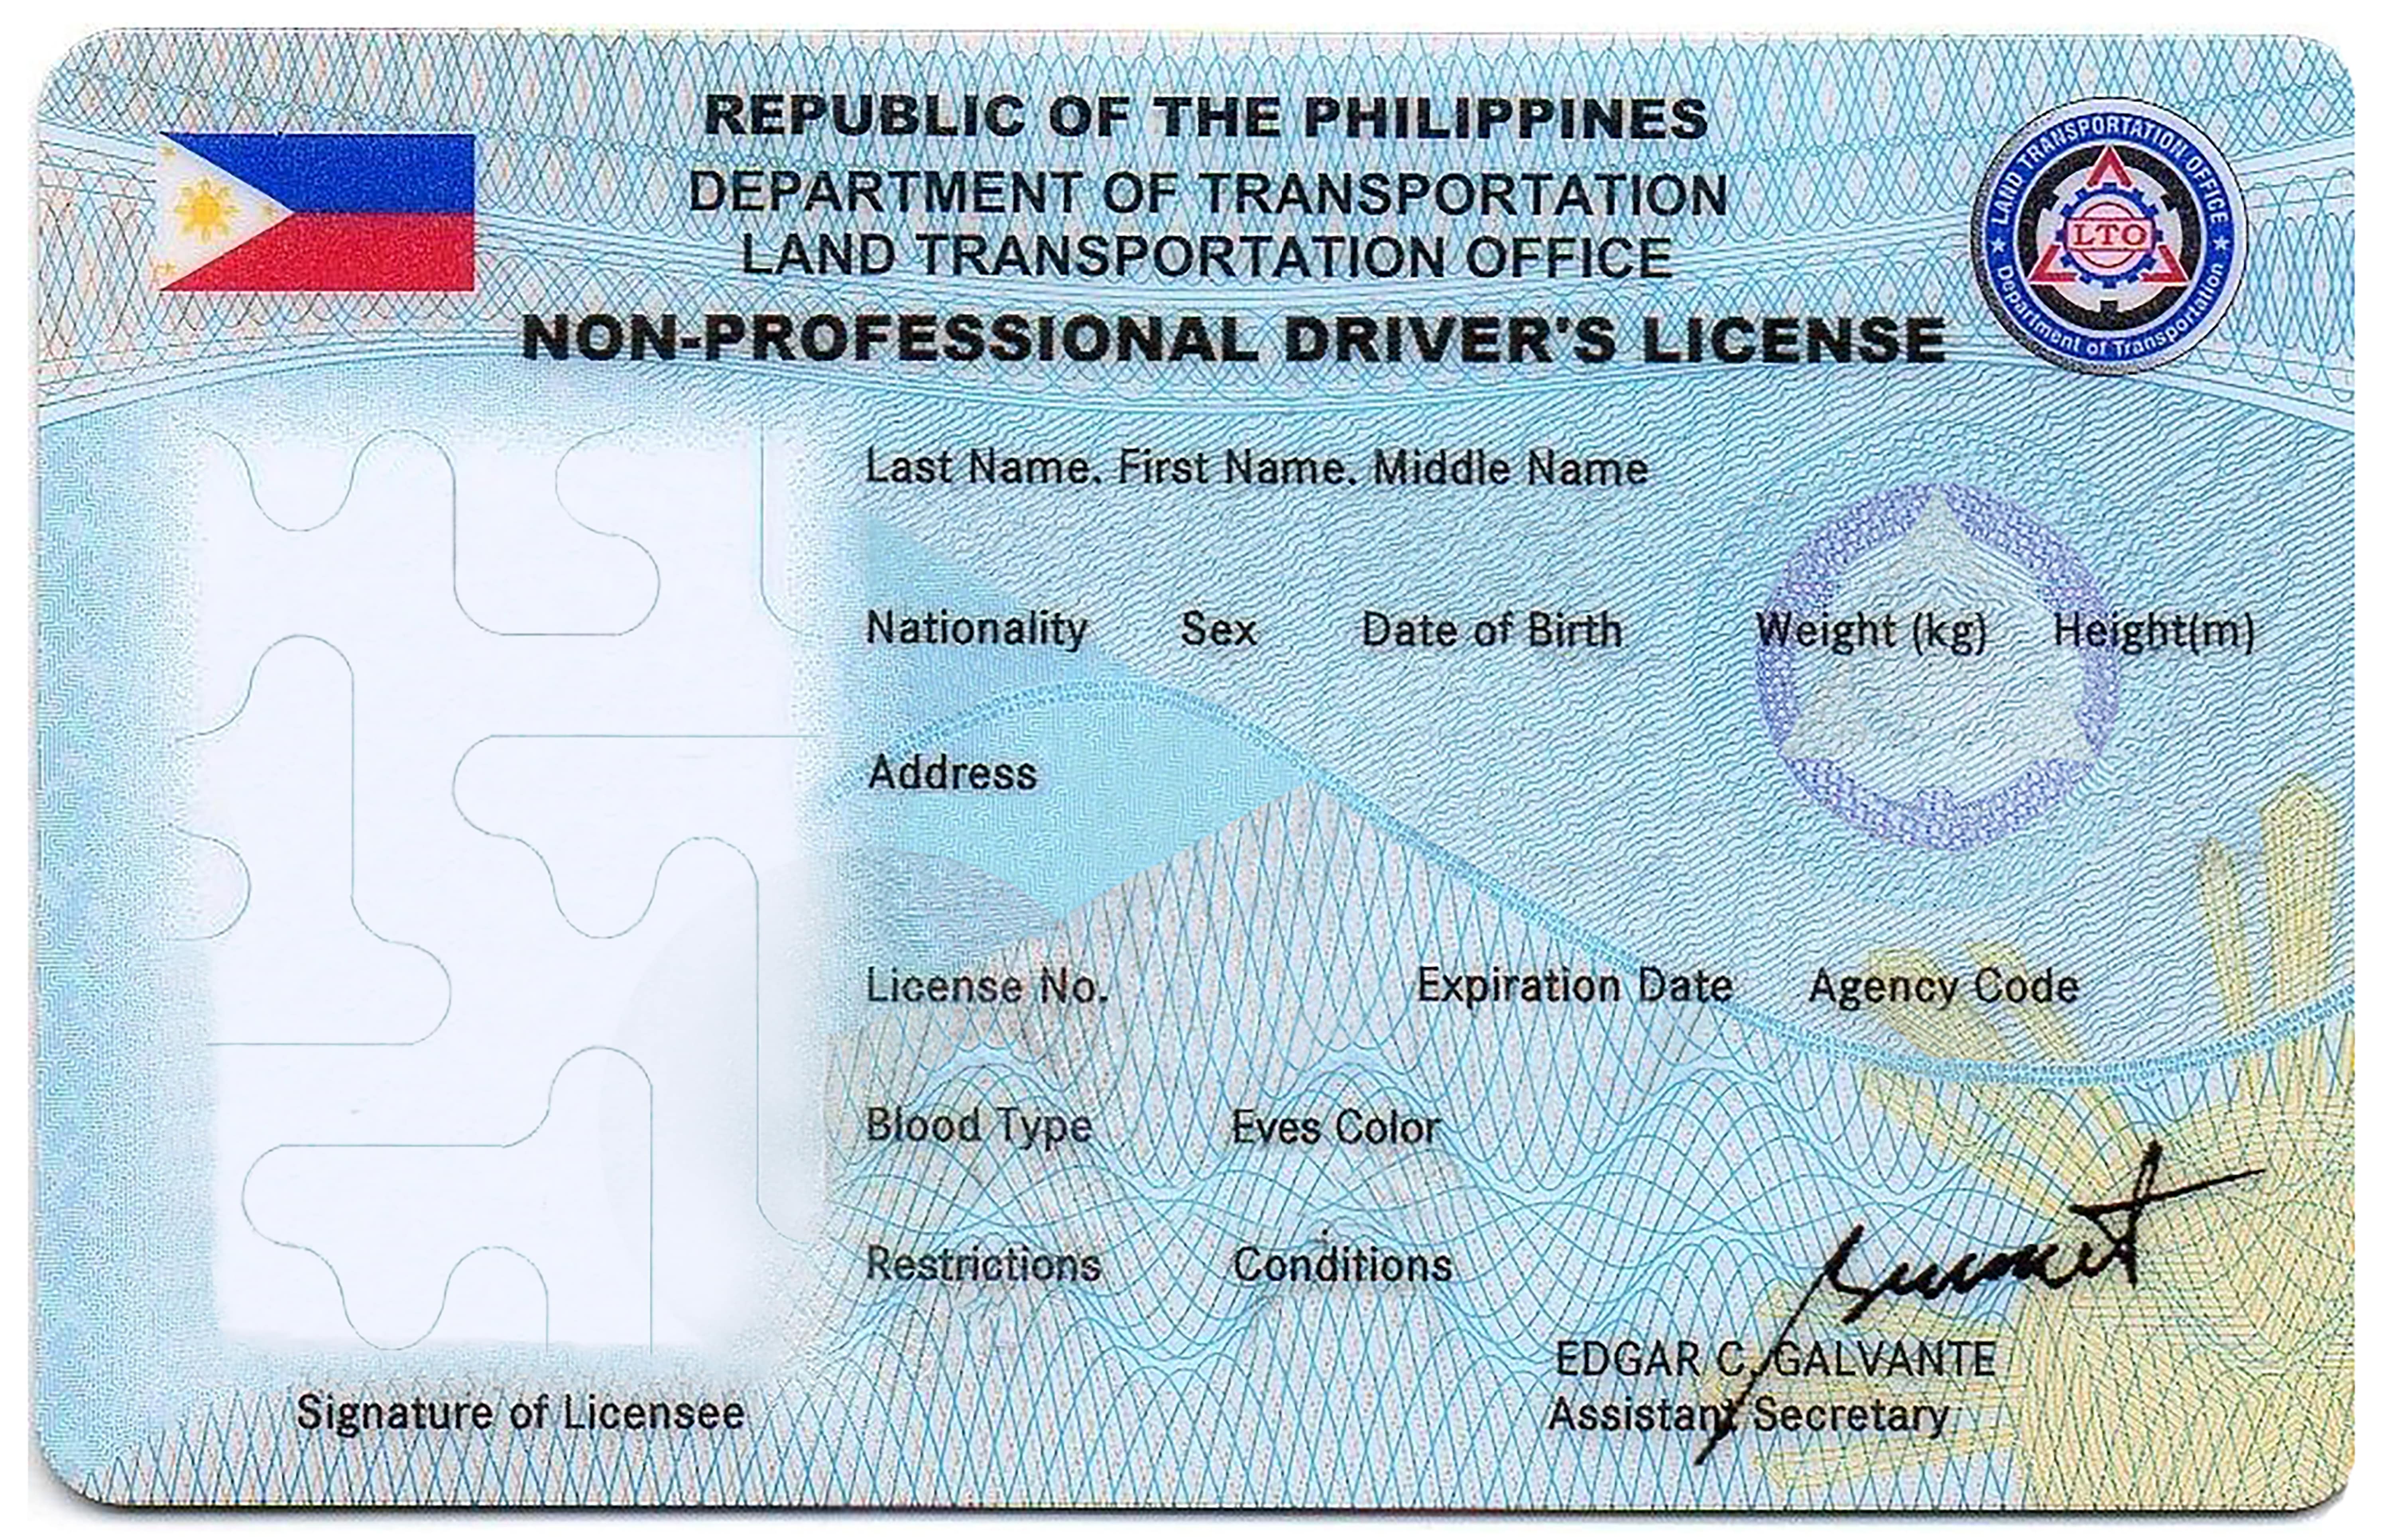 REPUBLIC OF THE PHILIPPINES
DEPARTMENT OF TRANSPORTATION
LAND TRANSPORTATION OFFICE
NON-PROFESSIONAL DRIVER'S LICENSE
LAND TRANSPORTATION OFFICE
LTO
Department of Transportation
Last Name. First Name. Middle Name
Nationality Sex Date of Birth Weight (kg) Height(m)
Address
License No. Expiration Date Agency Code
Blood Type Eves Color
Restrictions Conditions
EDGAR C. GALVANTE
Assistant Secretary
Signature of Licensee